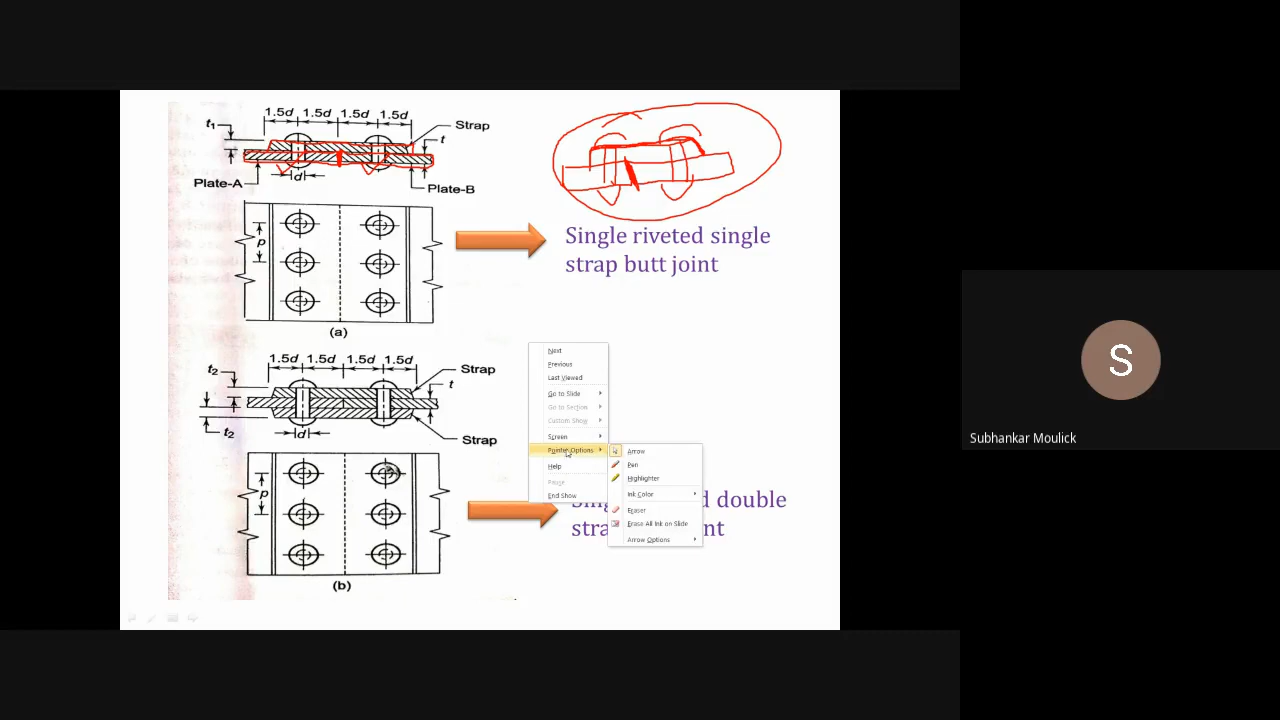 1.5d 1.5d 1.5d 1.5d
t1
Strap
t
Plate-A
d
Plate-B
p
Single riveted single
strap butt joint
(a)
1.5d 1.5d 1.5d 1.5d
t2
Strap
t
t2
d
Strap
p
double
(b)
Next
Previous
Last Viewed
Go to Slide
Go to Section
Custom Show
Screen
Pointer Options
Help
Pause
End Show
Arrow
Pen
Highlighter
Ink Color
Eraser
Erase All Ink on Slide
Arrow Options
S
Subhankar Moulick